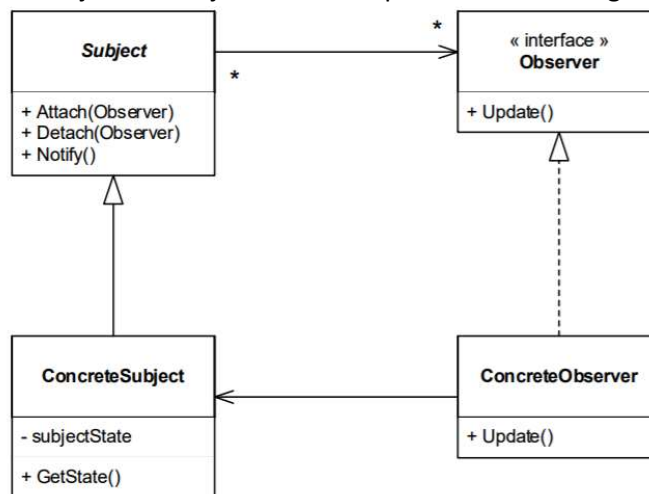 Subject
*
*
« interface »
Observer
+ Attach(Observer)
+ Detach(Observer)
+ Notify()
+ Update()
ConcreteSubject
ConcreteObserver
- subjectState
+ GetState()
+ Update()